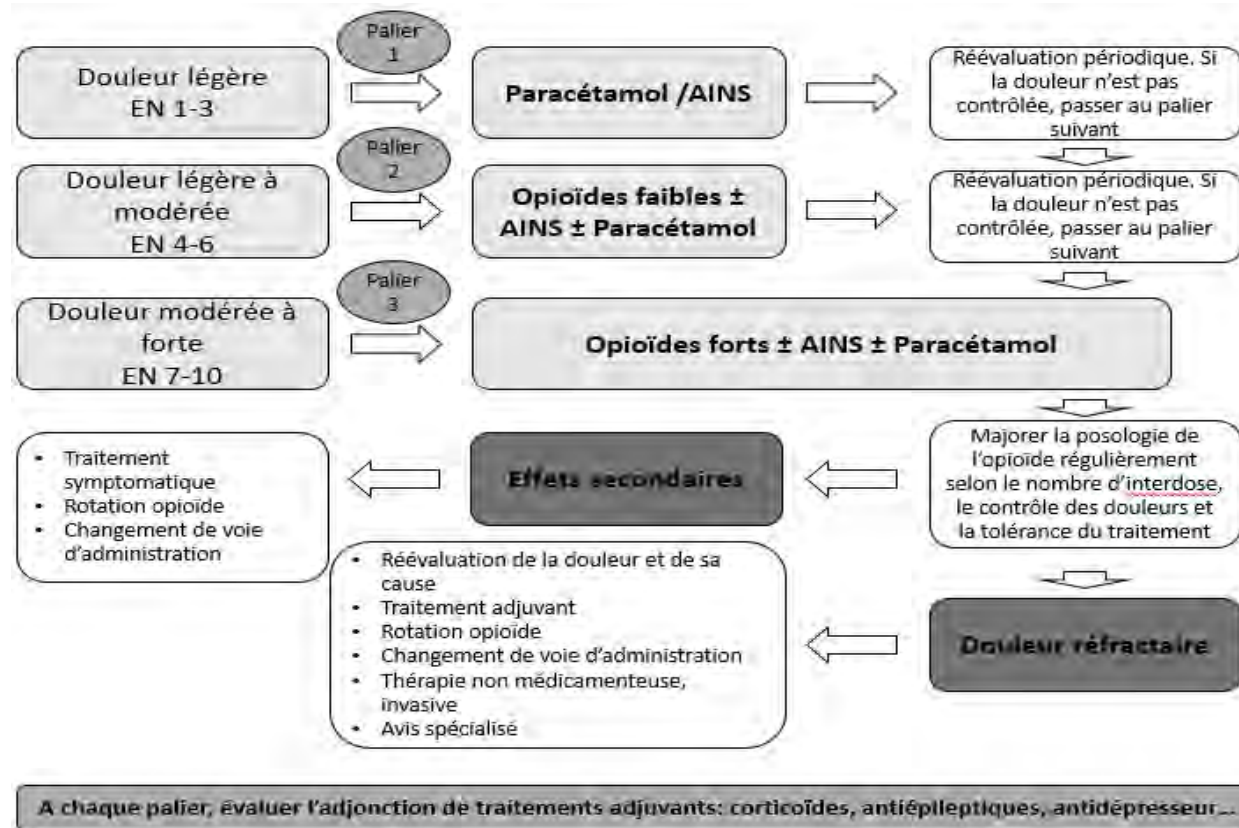 Palier
1
Douleur légère
EN 1-3
Paracétamol /AINS
Réévaluation périodique. Si
la douleur n'est pas
contrôlée, passer au palier
suivant
Palier
2
Douleur légère à
modérée
EN 4-6
Opioïdes faibles ±
AINS ± Paracétamol
Réévaluation périodique. Si
la douleur n'est pas
contrôlée, passer au palier
suivant
Palier
3
Douleur modérée à
forte
EN 7-10
Opioïdes forts ± AINS ± Paracétamol
Majorer la posologie de
l'opioïde régulièrement
selon le nombre d'interdose,
le contrôle des douleurs et
la tolérance du traitement
Effets secondaires
• Traitement
symptomatique
• Rotation opioïde
• Changement de voie
d'administration
Douleur réfractaire
• Réévaluation de la douleur et de sa
cause
• Traitement adjuvant
• Rotation opioïde
• Changement de voie d'administration
• Thérapie non médicamenteuse,
invasive
• Avis spécialisé
A chaque palier, évaluer l'adjonction de traitements adjuvants: corticoïdes, antiépileptiques, antidépresseur...